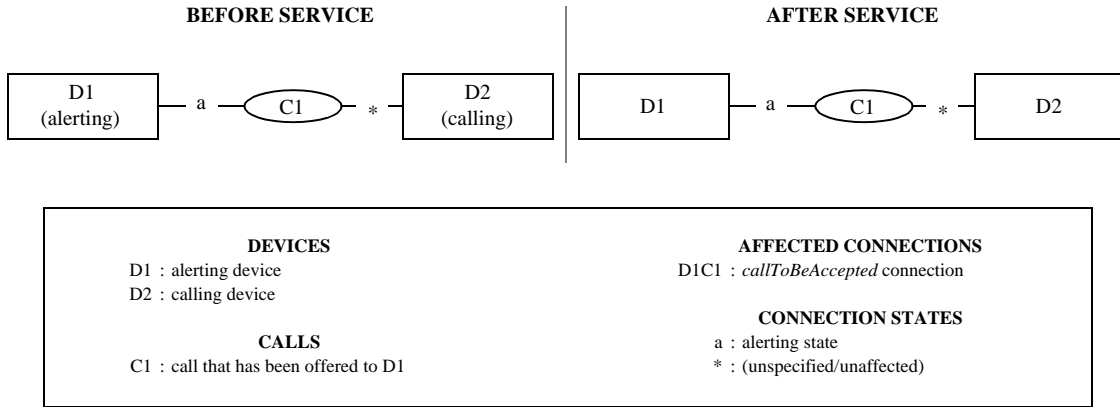 BEFORE SERVICE
AFTER SERVICE
D1
(alerting)
a
C1
*
D2
(calling)
D1
a
C1
*
D2
DEVICES
D1 : alerting device
D2 : calling device
CALLS
C1 : call that has been offered to D1
AFFECTED CONNECTIONS
D1C1 : callToBeAccepted connection
CONNECTION STATES
a : alerting state
* : (unspecified/unaffected)